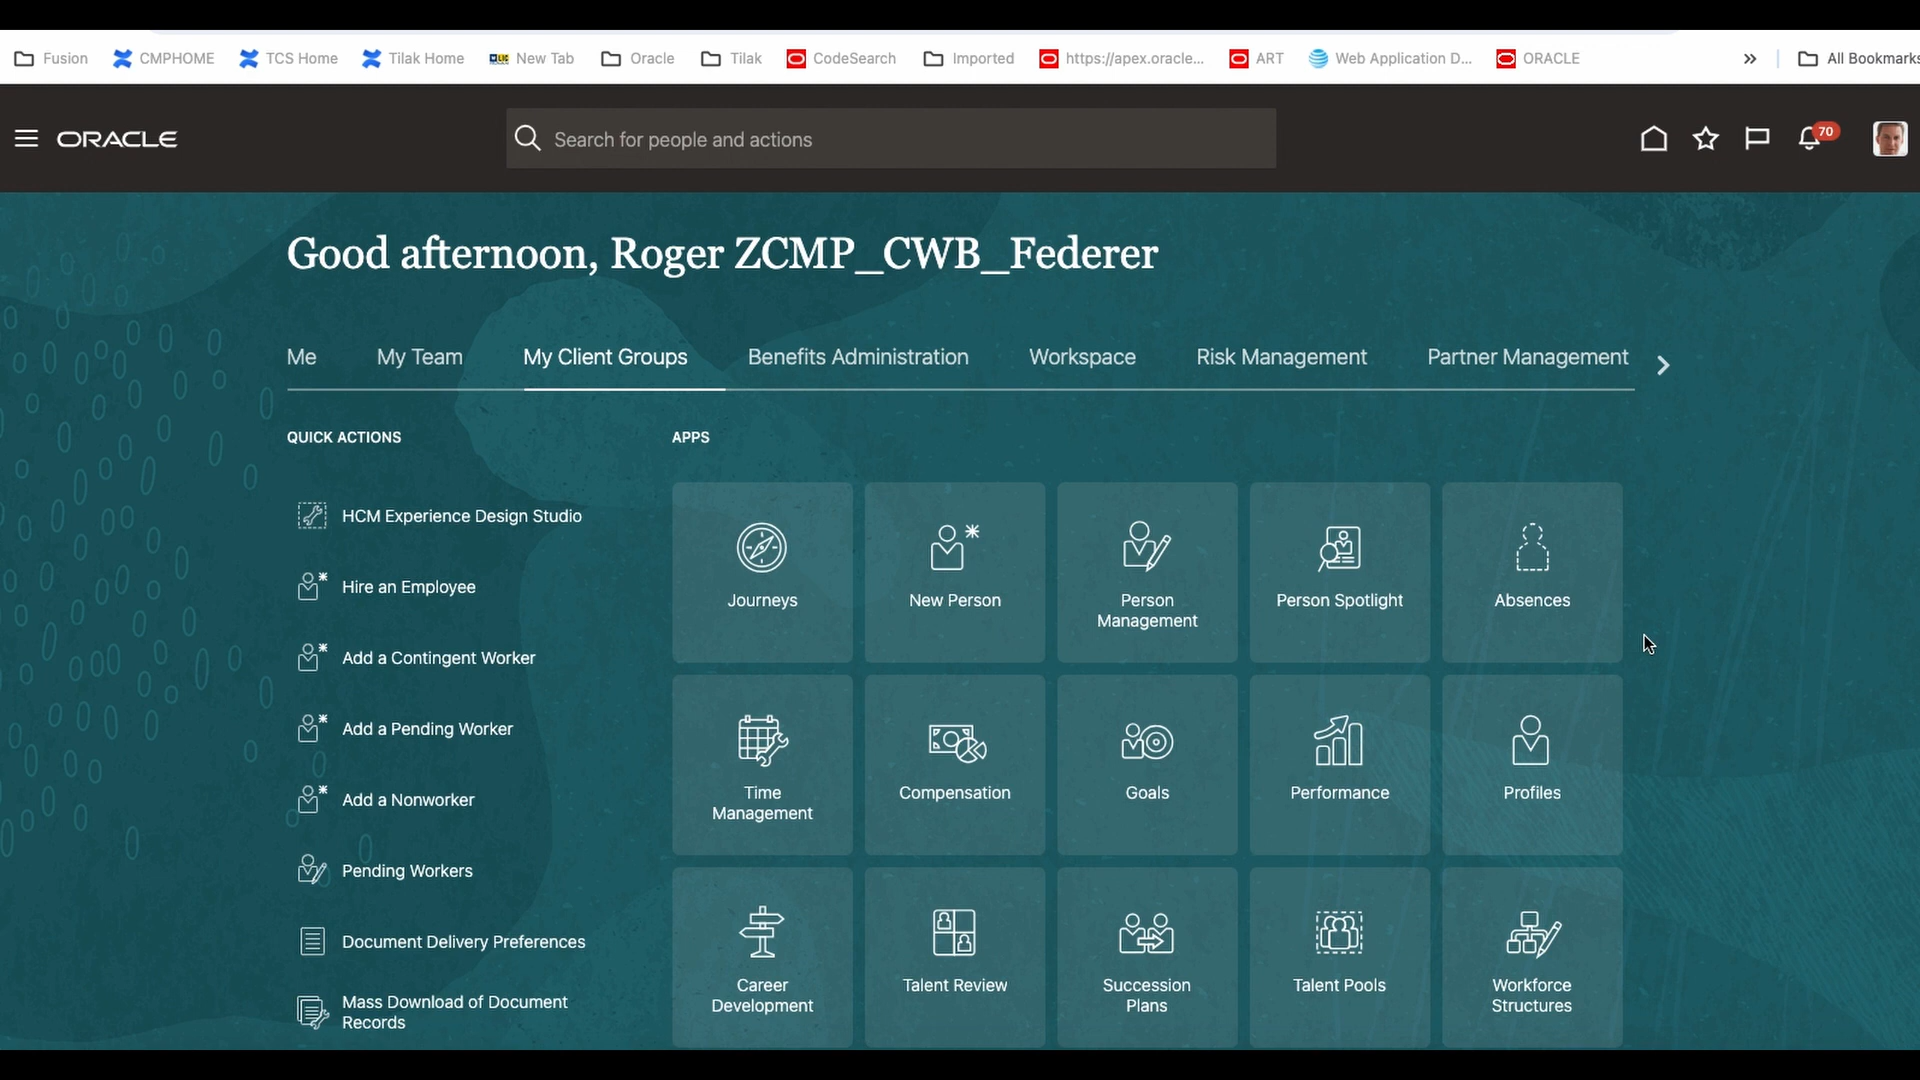 Fusion CMPHOME TCS Home Tilak Home New Tab Oracle Tilak CodeSearch Imported https://apex.oracle... ART Web Application D... ORACLE » All Bookmarks
ORACLE Search for people and actions 70
Good afternoon, Roger ZCMP_CWB_Federer
Me My Team My Client Groups Benefits Administration Workspace Risk Management Partner Management
QUICK ACTIONS
HCM Experience Design Studio
Hire an Employee
Add a Contingent Worker
Add a Pending Worker
Add a Nonworker
Pending Workers
Document Delivery Preferences
Mass Download of Document
Records
APPS
Journeys
New Person
Person
Management
Person Spotlight
Absences
Time
Management
Compensation
Goals
Performance
Profiles
Career
Development
Talent Review
Succession
Plans
Talent Pools
Workforce
Structures